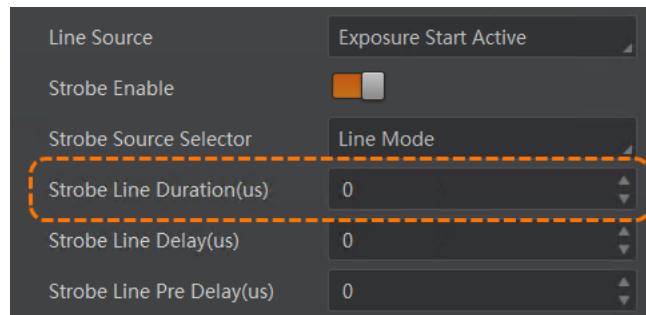 Line Source Exposure Start Active
Strobe Enable
Strobe Source Selector Line Mode
Strobe Line Duration(us) 0
Strobe Line Delay(us) 0
Strobe Line Pre Delay(us) 0